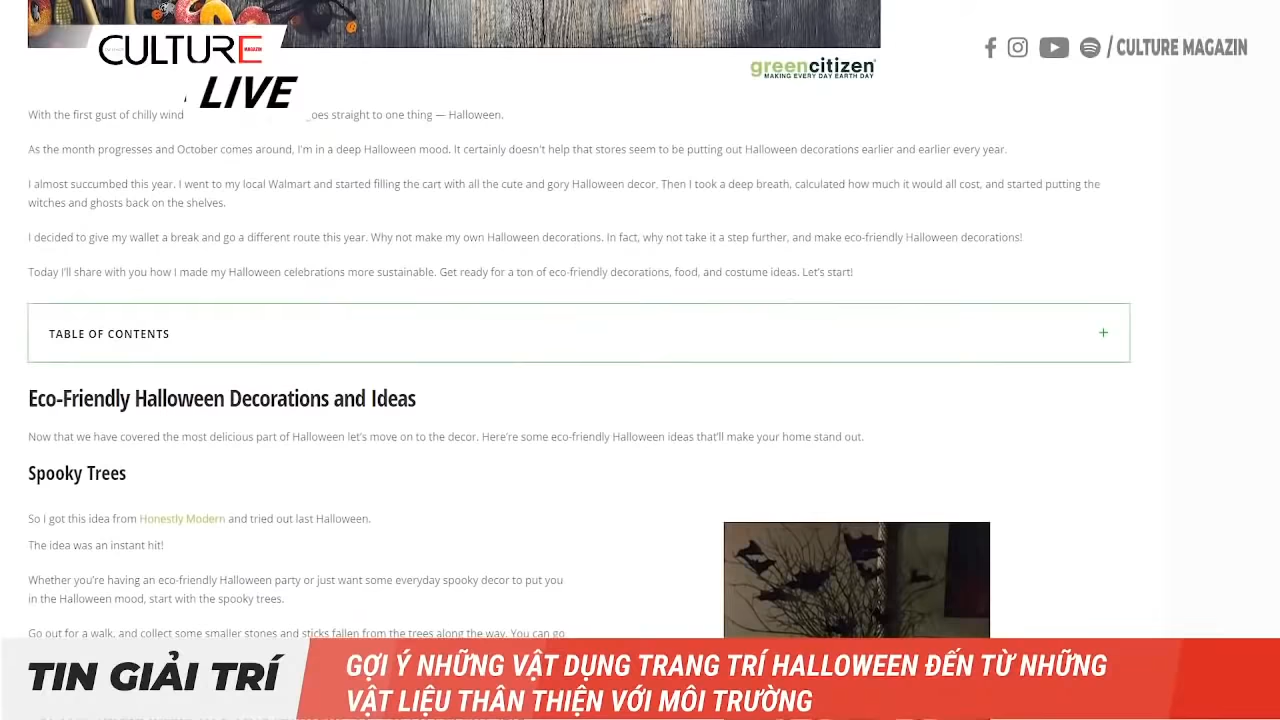 CULTURE
MAGAZIN
LIVE
/ CULTURE MAGAZIN
greencitizen
MAKING EVERY DAY EARTH DAY
With the first gust of chilly wind oes straight to one thing — Halloween.
As the month progresses and October comes around, I'm in a deep Halloween mood. It certainly doesn't help that stores seem to be putting out Halloween decorations earlier and earlier every year.
I almost succumbed this year. I went to my local Walmart and started filling the cart with all the cute and gory Halloween decor. Then I took a deep breath, calculated how much it would all cost, and started putting the
witches and ghosts back on the shelves.
I decided to give my wallet a break and go a different route this year. Why not make my own Halloween decorations. In fact, why not take it a step further, and make eco-friendly Halloween decorations!
Today I'll share with you how I made my Halloween celebrations more sustainable. Get ready for a ton of eco-friendly decorations, food, and costume ideas. Let's start!
TABLE OF CONTENTS +
Eco-Friendly Halloween Decorations and Ideas
Now that we have covered the most delicious part of Halloween let's move on to the decor. Here're some eco-friendly Halloween ideas that'll make your home stand out.
Spooky Trees
So I got this idea from Honestly Modern and tried out last Halloween.
The idea was an instant hit!
Whether you're having an eco-friendly Halloween party or just want some everyday spooky decor to put you
in the Halloween mood, start with the spooky trees.
Go out for a walk, and collect some smaller stones and sticks fallen from the trees along the way. You can go
TIN GIẢI TRÍ
GỢI Ý NHỮNG VẬT DỤNG TRANG TRÍ HALLOWEEN ĐẾN TỪ NHỮNG
VẬT LIỆU THÂN THIỆN VỚI MÔI TRƯỜNG